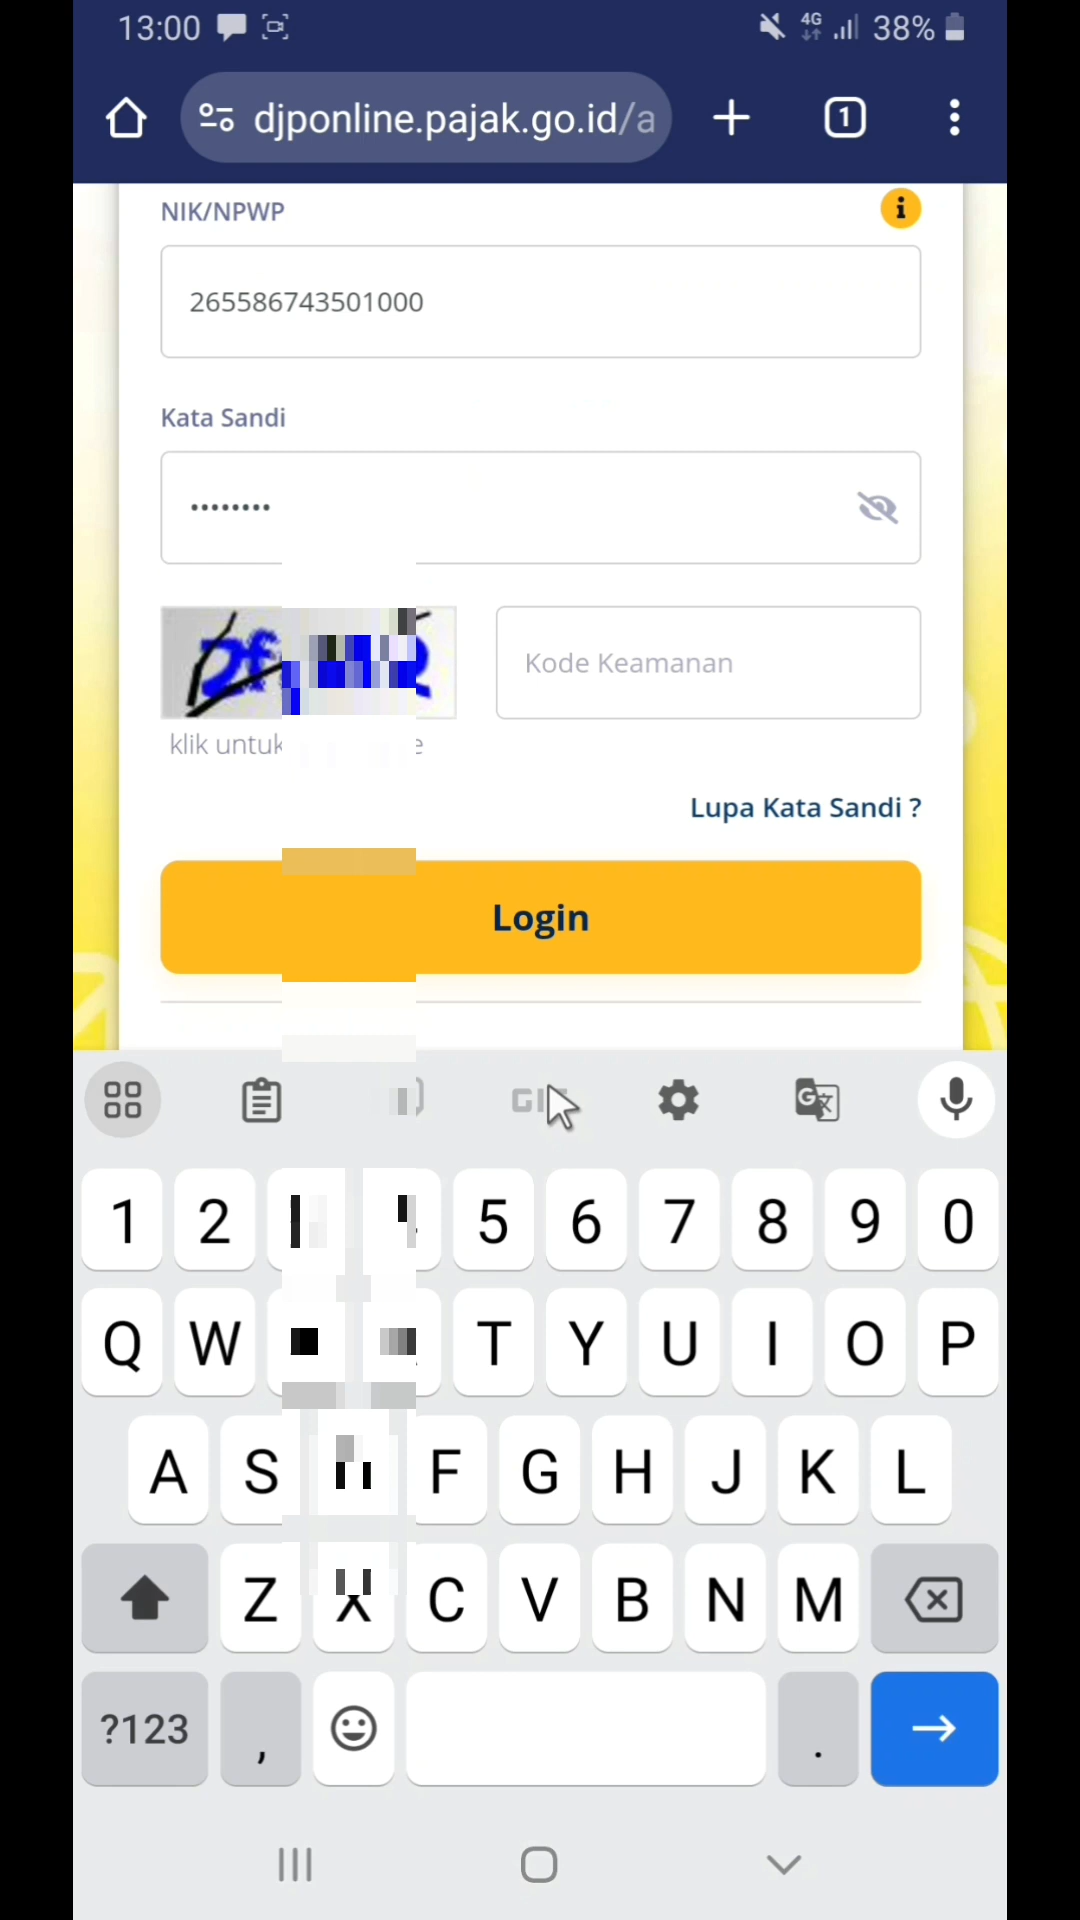 13:00 4G 38%
djponline.pajak.go.id/a 1
NIK/NPWP
265586743501000
Kata Sandi
••••••••
Kode Keamanan
klik untuk
Lupa Kata Sandi ?
Login
1 2 5 6 7 8 9 0
Q W T Y U I O P
A S F G H J K L
Z X C V B N M
?123 , .